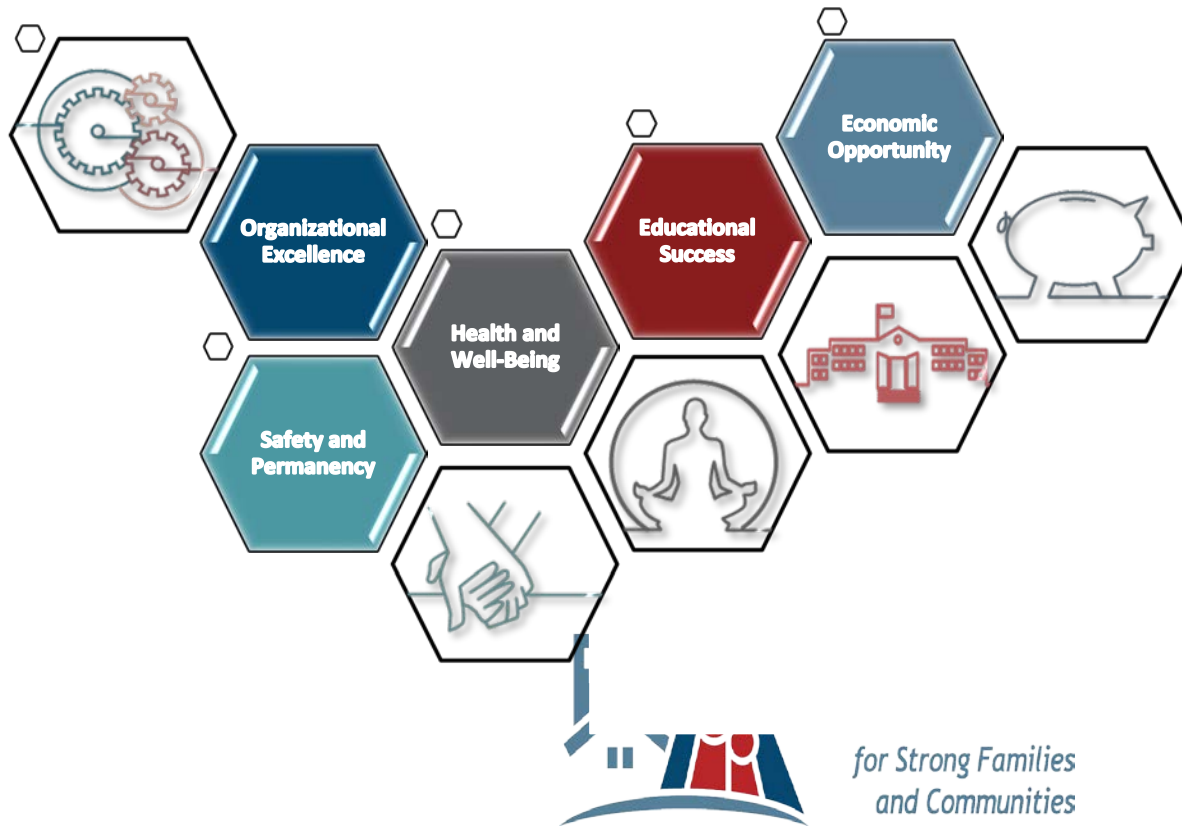 Economic
Opportunity
Organizational
Excellence
Educational
Success
Health and
Well-Being
Safety and
Permanency
for Strong Families
and Communities